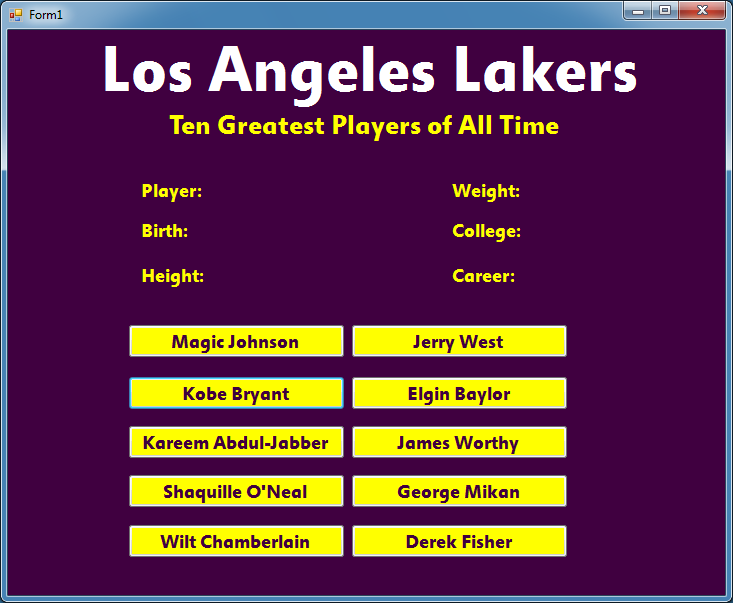 Form1
Los Angeles Lakers
Ten Greatest Players of All Time
Player: Weight:
Birth: College:
Height: Career:
Magic Johnson Jerry West
Kobe Bryant Elgin Baylor
Kareem Abdul-Jabber James Worthy
Shaquille O'Neal George Mikan
Wilt Chamberlain Derek Fisher